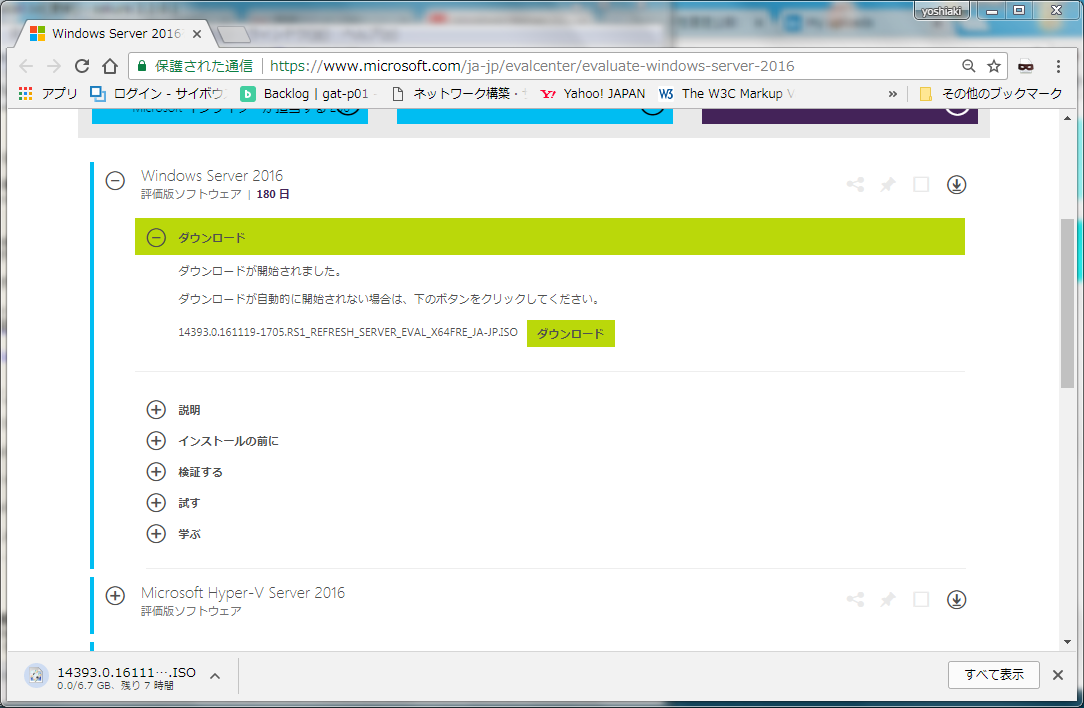 yoshiaki
Windows Server 2016
保護された通信 | https://www.microsoft.com/ja-jp/evalcenter/evaluate-windows-server-2016
アプリ ログイン - サイボウ Backlog | gat-p01 ネットワーク構築・ Yahoo! JAPAN The W3C Markup V » その他のブックマーク
Windows Server 2016
評価版ソフトウェア | 180 日
ダウンロード
ダウンロードが開始されました。
ダウンロードが自動的に開始されない場合は、下のボタンをクリックしてください。
14393.0.161119-1705.RS1_REFRESH_SERVER_EVAL_X64FRE_JA-JP.ISO ダウンロード
説明
インストールの前に
検証する
試す
学ぶ
Microsoft Hyper-V Server 2016
評価版ソフトウェア
14393.0.16111….ISO
0.0/6.7 GB、残り 7 時間
すべて表示